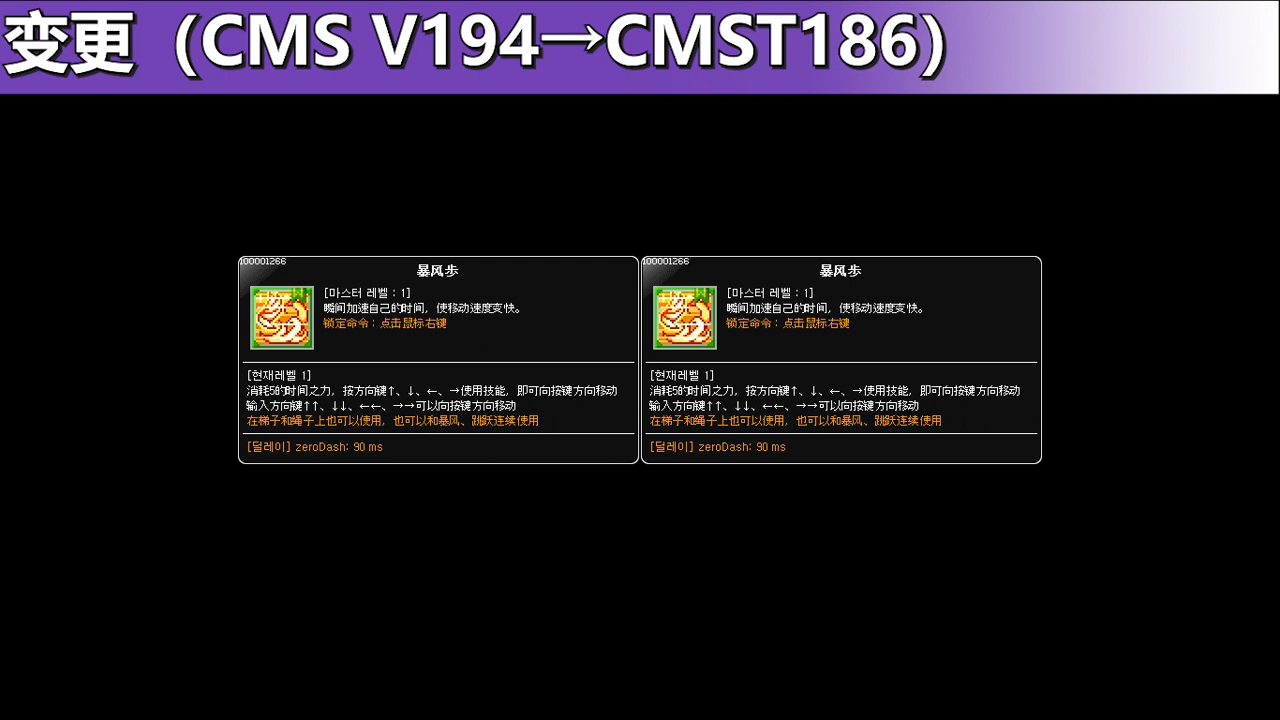 变更（CMS V194→CMST186）
100001266
暴风步
[마스터 레벨 : 1]
瞬间加速自己的时间，使移动速度变快。
锁定命令：点击鼠标右键
[현재레벨 1]
消耗5的时间之力，按方向键↑、↓、←、→使用技能，即可向按键方向移动
输入方向键↑↑、↓↓、←←、→→可以向按键方向移动
在梯子和绳子上也可以使用，也可以和暴风、跳跃连续使用
[딜레이] zeroDash: 90 ms
100001266
暴风步
[마스터 레벨 : 1]
瞬间加速自己的时间，使移动速度变快。
锁定命令：点击鼠标右键
[현재레벨 1]
消耗5的时间之力，按方向键↑、↓、←、→使用技能，即可向按键方向移动
输入方向键↑↑、↓↓、←←、→→可以向按键方向移动
在梯子和绳子上也可以使用，也可以和暴风、跳跃连续使用
[딜레이] zeroDash: 90 ms